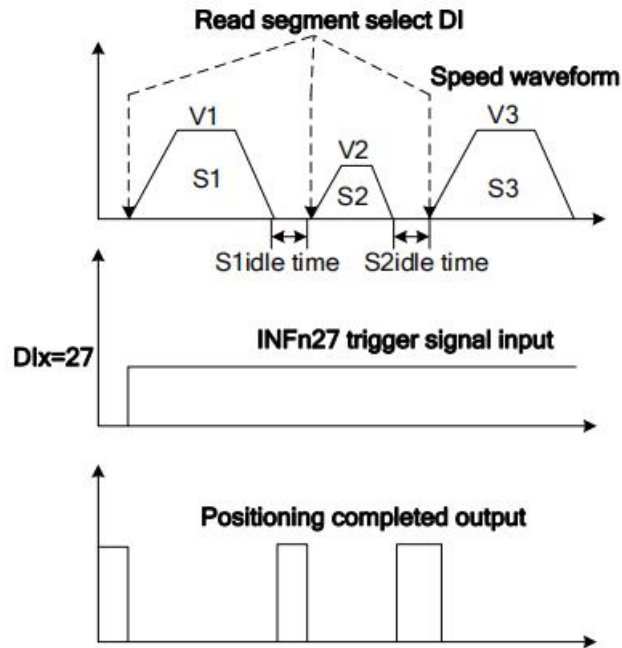 Read segment select DI
Speed waveform
V1
V2
V3
S1
S2
S3
S1idle time
S2idle time
INFn27 trigger signal input
DIx=27
Positioning completed output